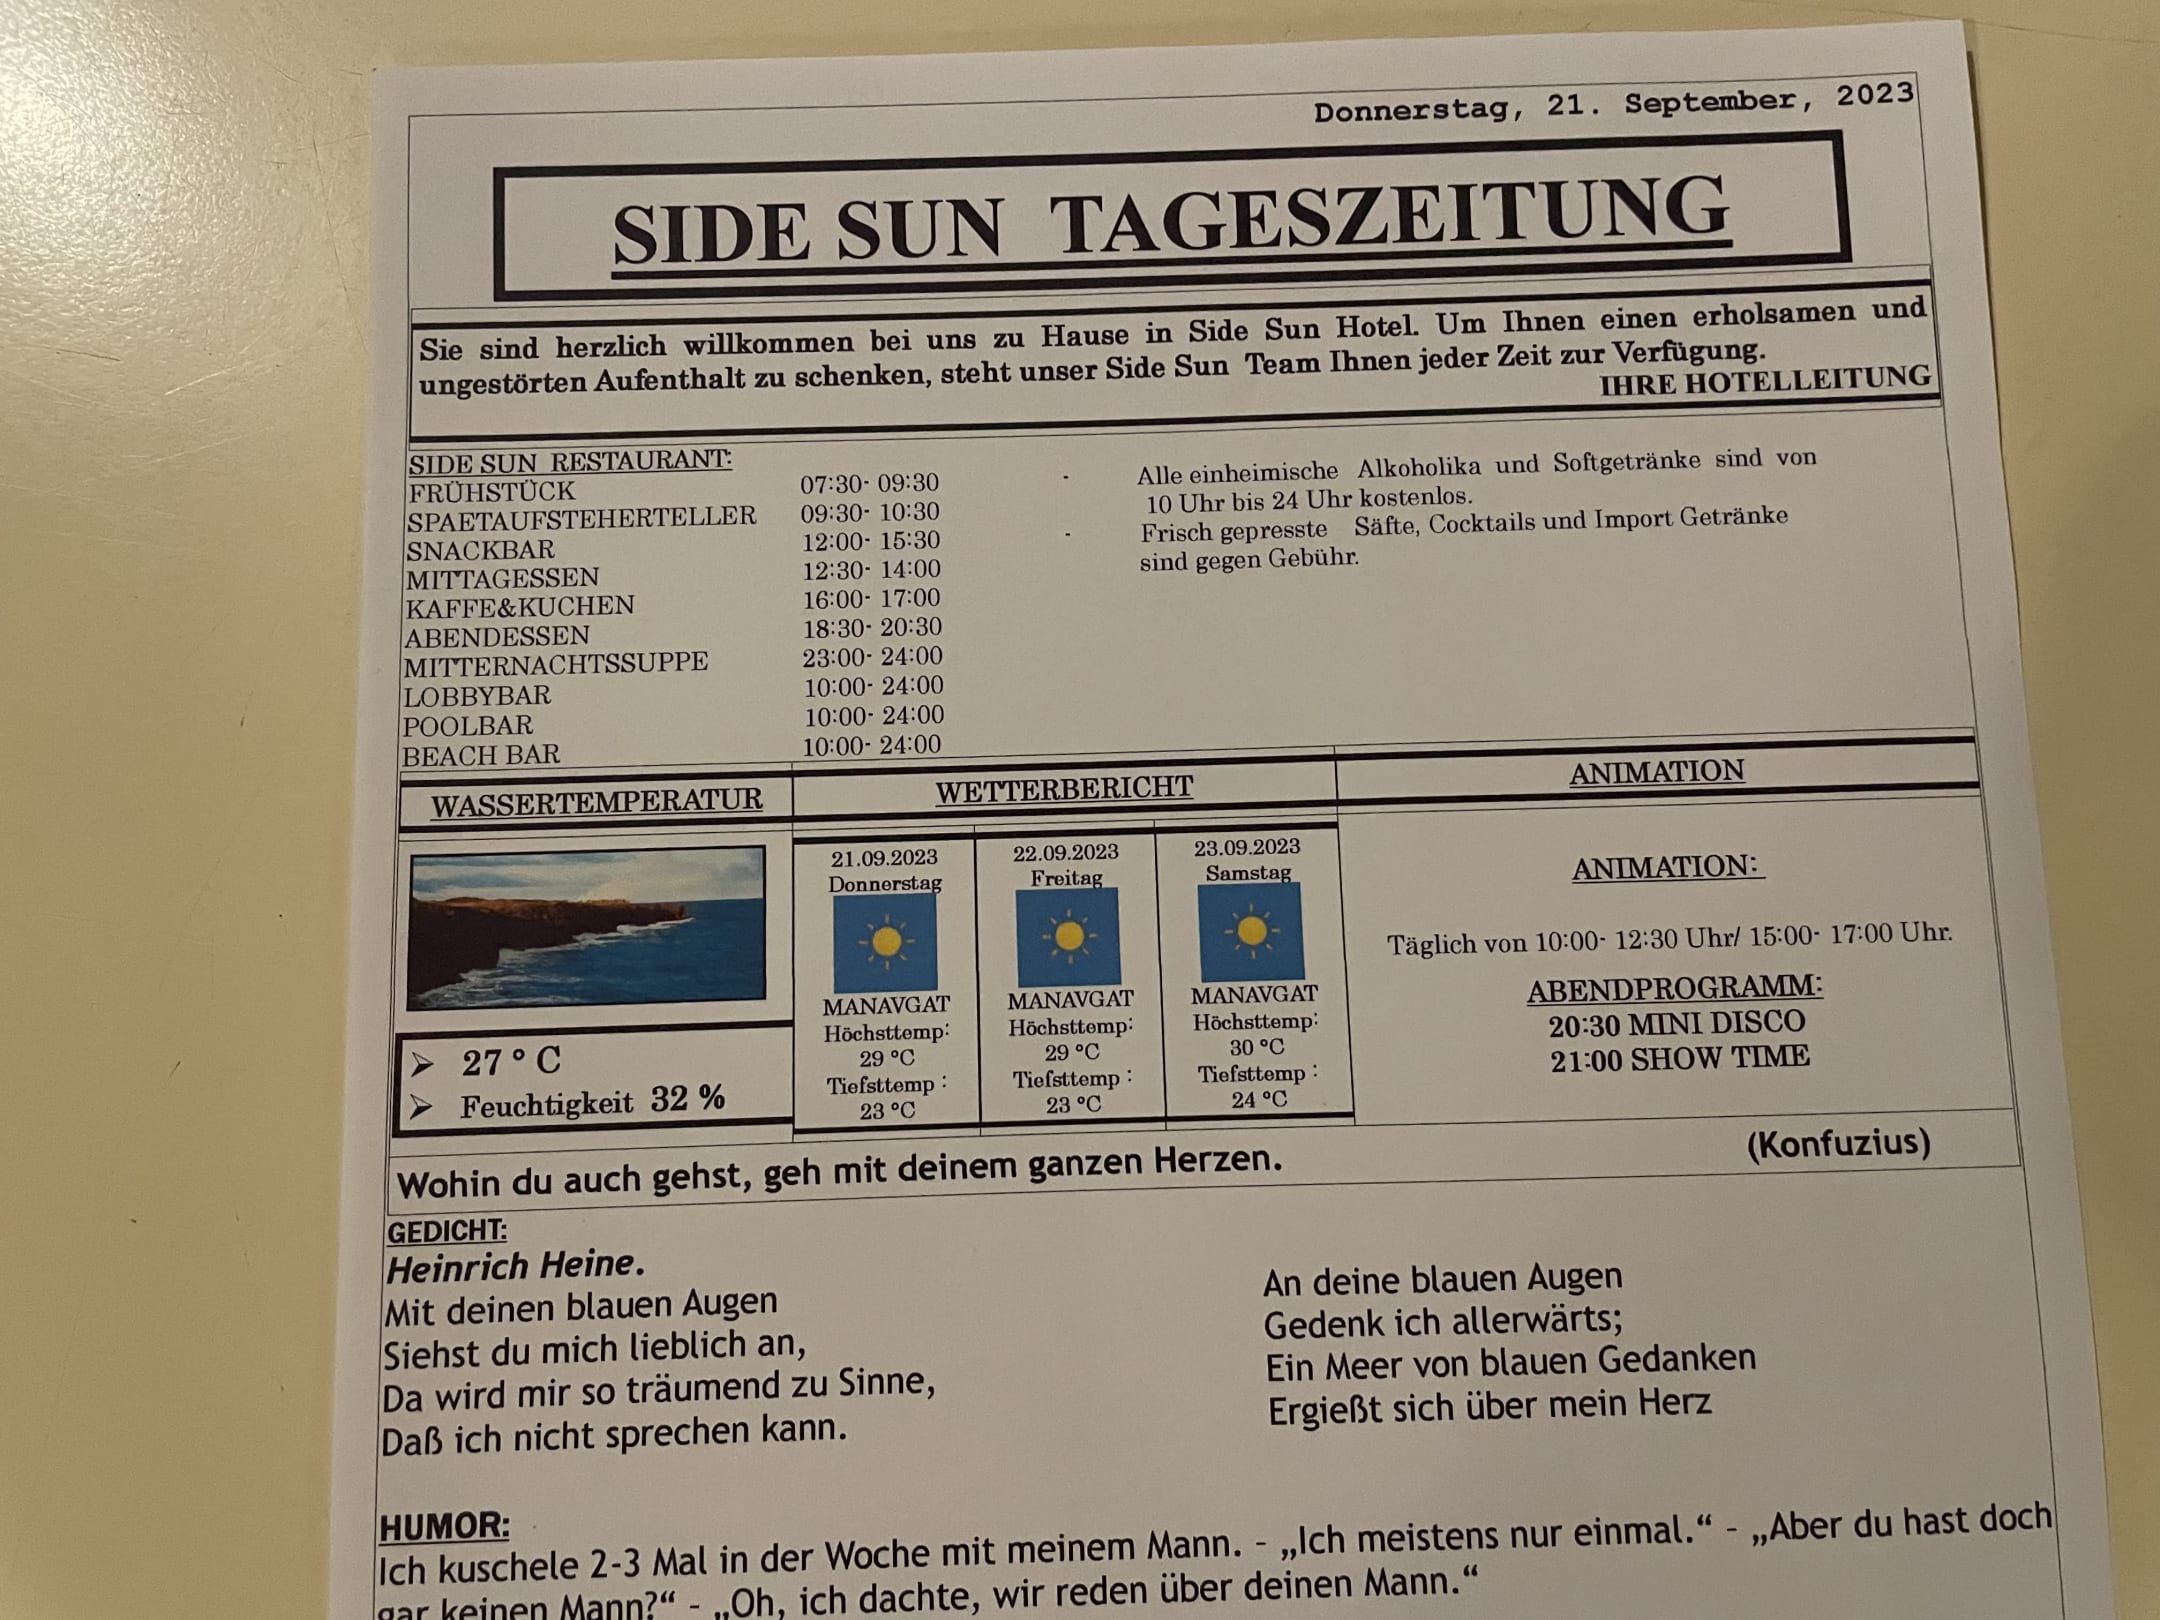 Donnerstag, 21. September, 2023
SIDE SUN TAGESZEITUNG
Sie sind herzlich willkommen bei uns zu Hause in Side Sun Hotel. Um Ihnen einen erholsamen und
ungestörten Aufenthalt zu schenken, steht unser Side Sun Team Ihnen jeder Zeit zur Verfügung.
IHRE HOTELLEITUNG
SIDE SUN RESTAURANT:
FRÜHSTÜCK 07:30- 09:30
SPAETAUFSTEHERTELLER 09:30- 10:30
SNACKBAR 12:00- 15:30
MITTAGESSEN 12:30- 14:00
KAFFE&KUCHEN 16:00- 17:00
ABENDESSEN 18:30- 20:30
MITTERNACHTSSUPPE 23:00- 24:00
LOBBYBAR 10:00- 24:00
POOLBAR 10:00- 24:00
BEACH BAR 10:00- 24:00
- Alle einheimische Alkoholika und Softgetränke sind von
10 Uhr bis 24 Uhr kostenlos.
- Frisch gepresste Säfte, Cocktails und Import Getränke
sind gegen Gebühr.
WASSERTEMPERATUR
27 ° C
Feuchtigkeit 32 %
WETTERBERICHT
21.09.2023
Donnerstag
MANAVGAT
Höchsttemp:
29 °C
Tiefsttemp :
23 °C
22.09.2023
Freitag
MANAVGAT
Höchsttemp:
29 °C
Tiefsttemp :
23 °C
23.09.2023
Samstag
MANAVGAT
Höchsttemp:
30 °C
Tiefsttemp :
24 °C
ANIMATION
ANIMATION:
Täglich von 10:00- 12:30 Uhr/ 15:00- 17:00 Uhr.
ABENDPROGRAMM:
20:30 MINI DISCO
21:00 SHOW TIME
Wohin du auch gehst, geh mit deinem ganzen Herzen. (Konfuzius)
GEDICHT:
Heinrich Heine.
Mit deinen blauen Augen
Siehst du mich lieblich an,
Da wird mir so träumend zu Sinne,
Daß ich nicht sprechen kann.
An deine blauen Augen
Gedenk ich allerwärts;
Ein Meer von blauen Gedanken
Ergießt sich über mein Herz
HUMOR:
Ich kuschele 2-3 Mal in der Woche mit meinem Mann. - „Ich meistens nur einmal.“ - „Aber du hast doch
gar keinen Mann?“ - „Oh, ich dachte, wir reden über deinen Mann.“